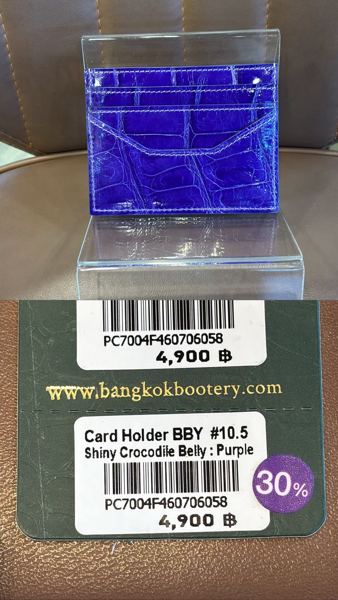 PC7004F460706058
4,900 ฿
www.bangkokbootery.com
Card Holder BBY #10.5
Shiny Crocodile Belly : Purple
30%
PC7004F460706058
4,900 ฿